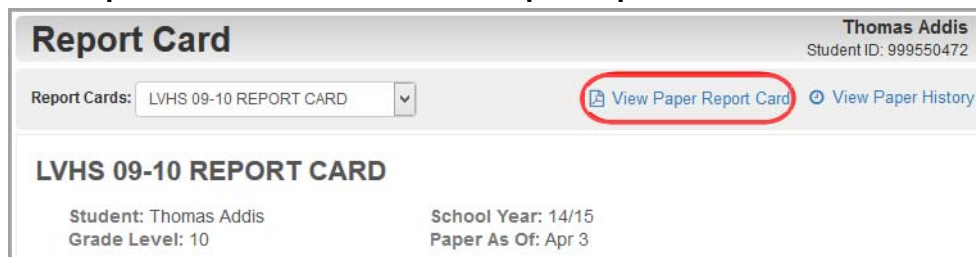 Report Card
Thomas Addis
Student ID: 999550472
Report Cards: LVHS 09-10 REPORT CARD
View Paper Report Card
View Paper History
LVHS 09-10 REPORT CARD
Student: Thomas Addis
School Year: 14/15
Grade Level: 10
Paper As Of: Apr 3